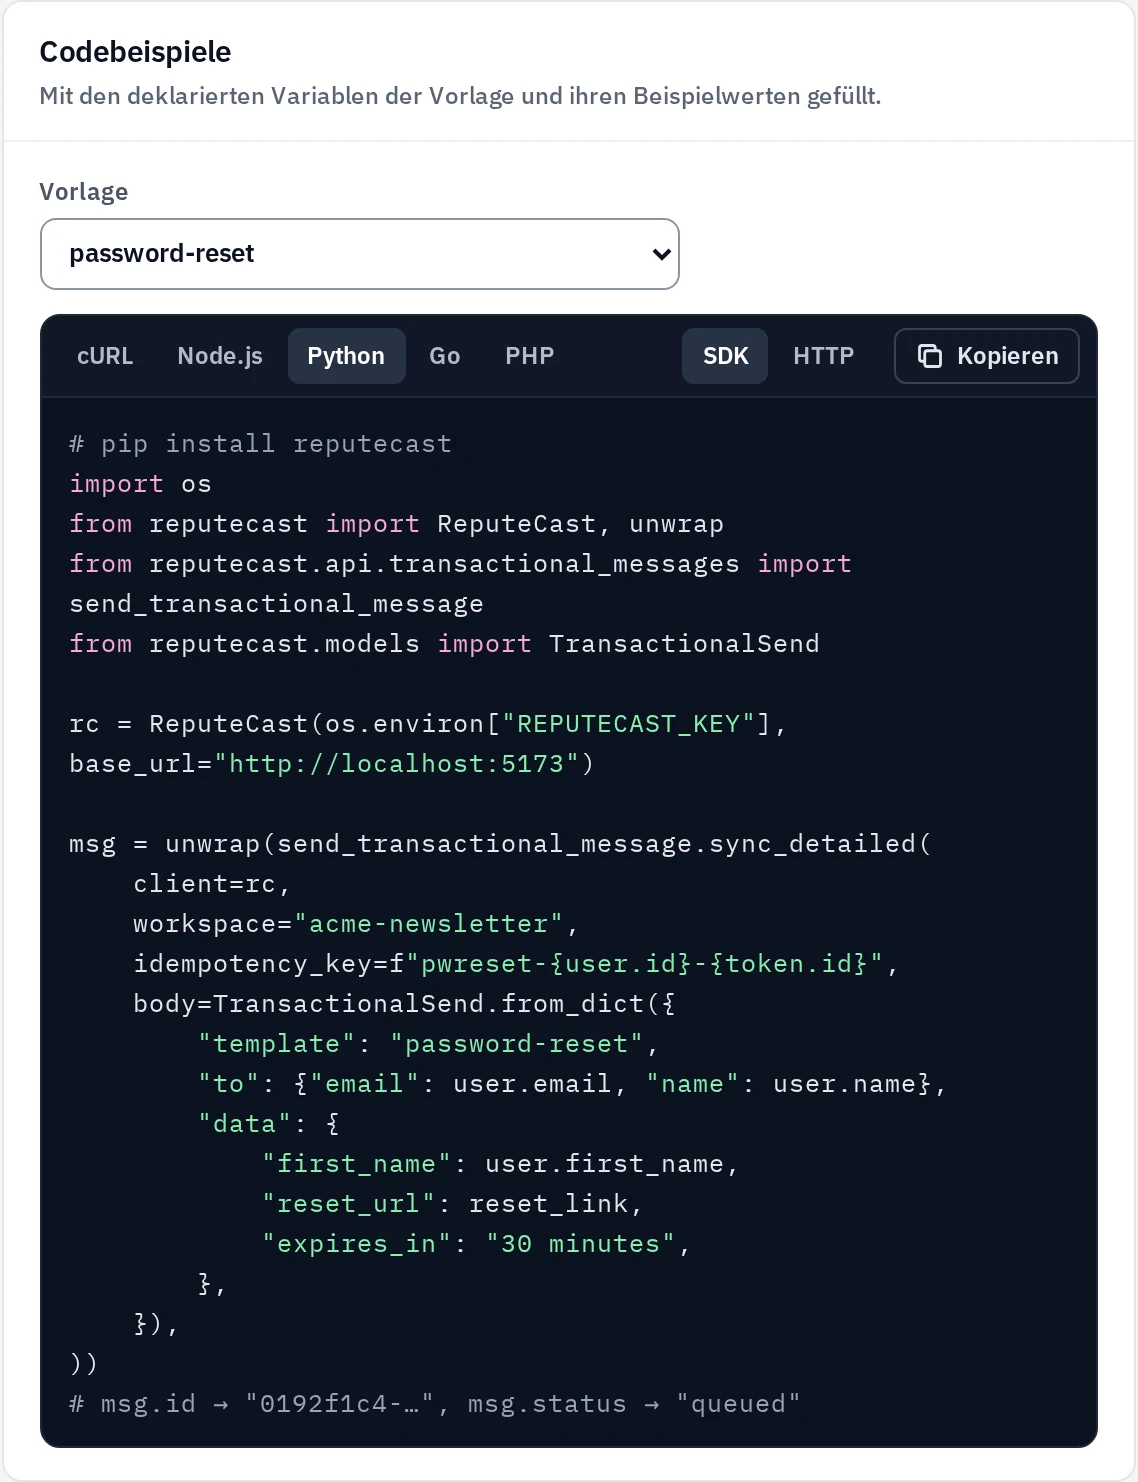 Codebeispiele
Mit den deklarierten Variablen der Vorlage und ihren Beispielwerten gefüllt.
Vorlage
password-reset
cURL Node.js Python Go PHP SDK HTTP Kopieren
# pip install reputecast
import os
from reputecast import ReputeCast, unwrap
from reputecast.api.transactional_messages import
send_transactional_message
from reputecast.models import TransactionalSend

rc = ReputeCast(os.environ["REPUTECAST_KEY"],
base_url="http://localhost:5173")

msg = unwrap(send_transactional_message.sync_detailed(
    client=rc,
    workspace="acme-newsletter",
    idempotency_key=f"pwreset-{user.id}-{token.id}",
    body=TransactionalSend.from_dict({
        "template": "password-reset",
        "to": {"email": user.email, "name": user.name},
        "data": {
            "first_name": user.first_name,
            "reset_url": reset_link,
            "expires_in": "30 minutes",
        },
    }),
))
# msg.id → "0192f1c4-…", msg.status → "queued"